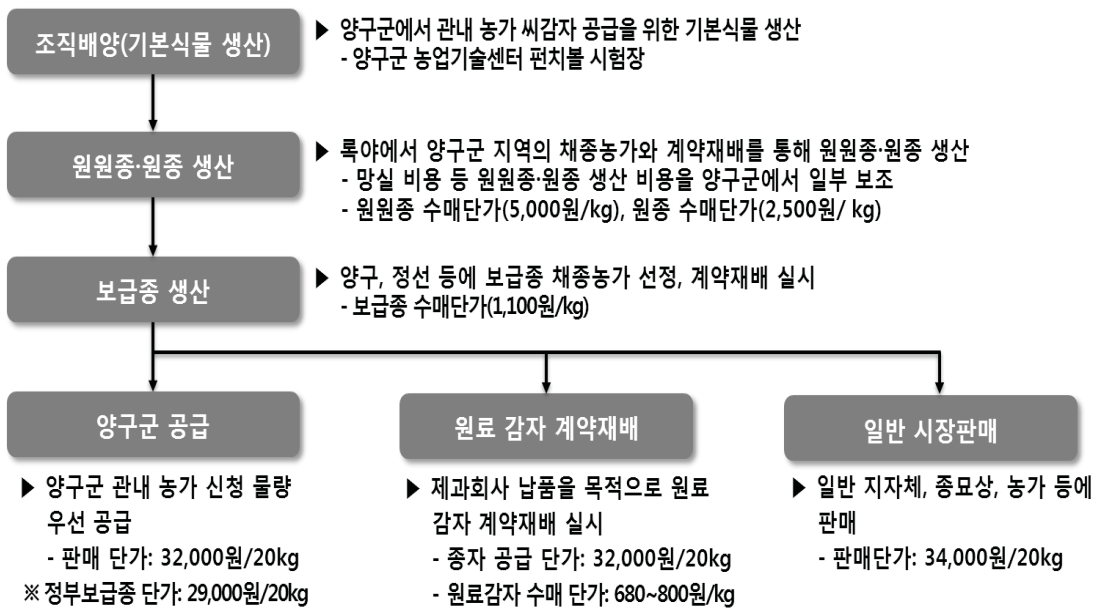 조직배양(기본식물 생산)
▶ 양구군에서 관내 농가 씨감자 공급을 위한 기본식물 생산
- 양구군 농업기술센터 펀치볼 시험장
원원종·원종 생산
▶ 록야에서 양구군 지역의 채종농가와 계약재배를 통해 원원종·원종 생산
- 망실 비용 등 원원종·원종 생산 비용을 양구군에서 일부 보조
- 원원종 수매단가(5,000원/kg), 원종 수매단가(2,500원/ kg)
보급종 생산
▶ 양구, 정선 등에 보급종 채종농가 선정, 계약재배 실시
- 보급종 수매단가(1,100원/kg)
양구군 공급
▶ 양구군 관내 농가 신청 물량
우선 공급
- 판매 단가: 32,000원/20kg
※ 정부보급종 단가: 29,000원/20kg
원료 감자 계약재배
▶ 제과회사 납품을 목적으로 원료
감자 계약재배 실시
- 종자 공급 단가: 32,000원/20kg
- 원료감자 수매 단가: 680~800원/kg
일반 시장판매
▶ 일반 지자체, 종묘상, 농가 등에
판매
- 판매단가: 34,000원/20kg